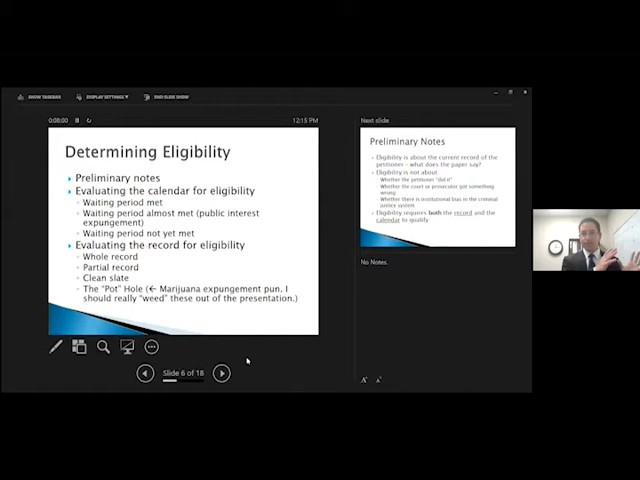 SHOW TASKBAR DISPLAY SETTINGS ▾ END SLIDE SHOW
0:08:00 12:15 PM
Determining Eligibility
Preliminary notes
Evaluating the calendar for eligibility
Waiting period met
Waiting period almost met (public interest
expungement)
Waiting period not yet met
Evaluating the record for eligibility
Whole record
Partial record
Clean slate
The “Pot” Hole (← Marijuana expungement pun. I
should really “weed” these out of the presentation.)
Slide 6 of 18
Next slide
Preliminary Notes
Eligibility is about the current record of the
petitioner – what does the paper say?
Eligibility is not about
Whether the petitioner “did it”
Whether the court or prosecutor got something
wrong
Whether there is institutional bias in the criminal
justice system
Eligibility requires both the record and the
calendar to qualify
No Notes.
A A